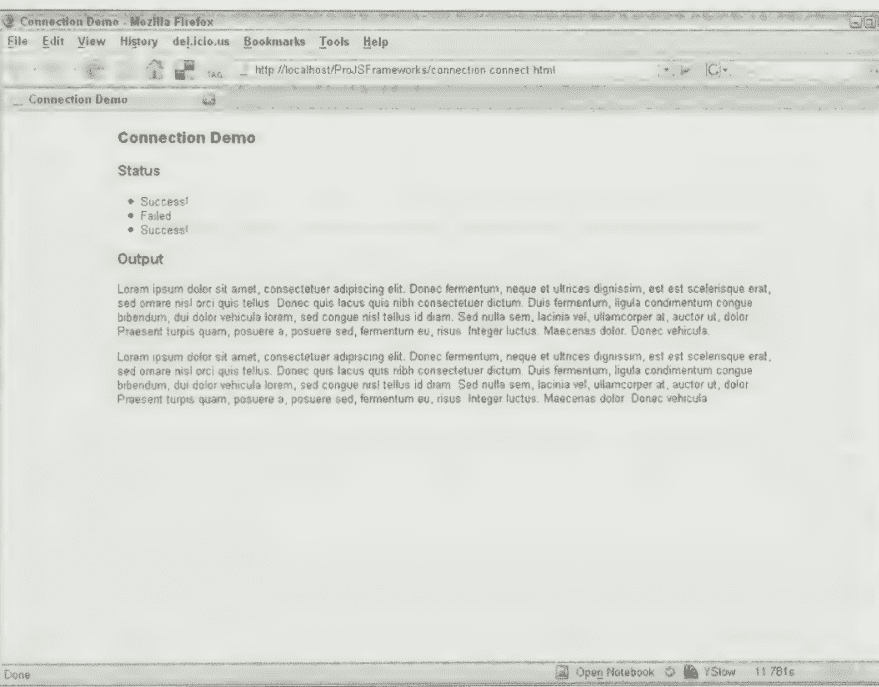 Connection Demo - Mozilla Firefox
File Edit View History del.icio.us Bookmarks Tools Help
TAG http://localhost/ProJSFrameworks/connection connect html
Connection Demo
Connection Demo
Status
• Success!
• Failed
• Success!
Output
Lorem ipsum dolor sit amet, consectetuer adipiscing elit. Donec fermentum, neque et ultrices dignissim, est est scelerisque erat,
sed ornare nisl orci quis tellus. Donec quis lacus quis nibh consectetuer dictum. Duis fermentum, ligula condimentum congue
bibendum, dui dolor vehicula lorem, sed congue nisl tellus id diam. Sed nulla sem, lacinia vel, ullamcorper at, auctor ut, dolor
Praesent turpis quam, posuere a, posuere sed, fermentum eu, risus. Integer luctus. Maecenas dolor. Donec vehicula.
Lorem ipsum dolor sit amet, consectetuer adipiscing elit. Donec fermentum, neque et ultrices dignissim, est est scelerisque erat,
sed ornare nisl orci quis tellus. Donec quis lacus quis nibh consectetuer dictum. Duis fermentum, ligula condimentum congue
bibendum, dui dolor vehicula lorem, sed congue nisl tellus id diam. Sed nulla sem, lacinia vel, ullamcorper at, auctor ut, dolor
Praesent turpis quam, posuere a, posuere sed, fermentum eu, risus. Integer luctus. Maecenas dolor. Donec vehicula
Done Open Notebook YSlow 11.781s